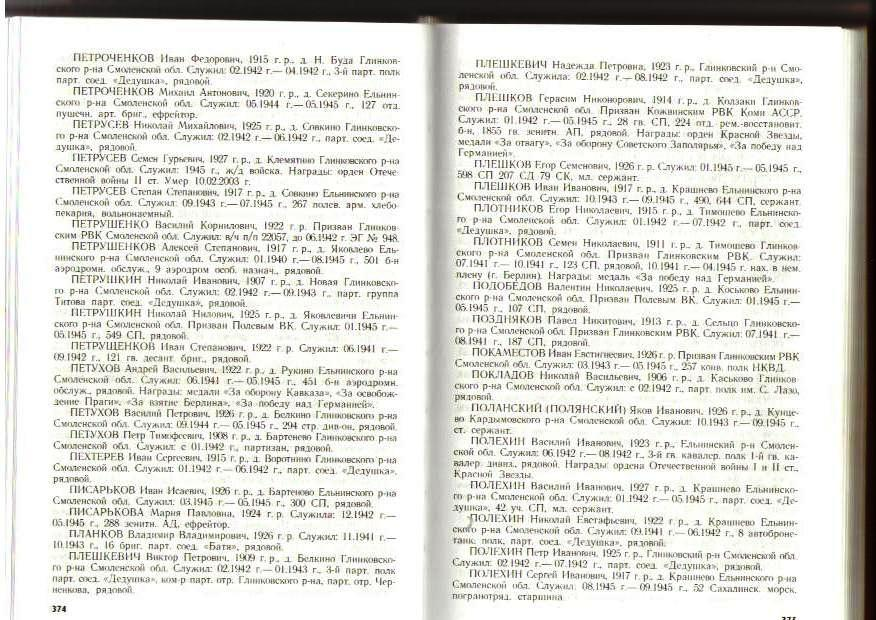 ПЕТРОЧЕНКОВ Иван Федорович, 1915 г. р., д. Н. Буда Глинков-
ского р-на Смоленской обл. Служил: 02.1942 — 04.1942 г., 3-й парт. полк
парт. соед. «Дедушка», рядовой.
ПЕТРОЧЕНКОВ Михаил Антонович, 1920 г. р., д. Секерино Ельнин-
ского р-на Смоленской обл. Служил: 05.1944 г.— 05.1945 г., 127 отд.
пушечн. арт. бриг., ефрейтор.
ПЕТРУСЕВ Николай Михайлович, 1925 г. р., д. Совкино Глинковско-
го р-на Смоленской обл. Служил: 02.1942 г.— 06.1942 г., парт. соед. «Де-
душка», рядовой.
ПЕТРУСЕВ Семен Гурьевич, 1927 г. р., д. Клемятино Глинковского р-на
Смоленской обл. Служил: 1945 г., ж/д войска. Награды: орден Отече-
ственной войны II ст. Умер 10.02.2003 г.
ПЕТРУСЕВ Степан Степанович, 1917 г. р., д. Совкино Ельнинского р-на
Смоленской обл. Служил: 09.1943 г.— 07.1945 г., 267 полев. арм. хлебо-
пекария, вольнонаемный.
ПЕТРУШЕНКО Василий Корнилович, 1922 г. р. Призван Глинков-
ским РВК Смоленской обл. Служил: в/ч п/п 22057, до 06.1942 г. ЭГ № 948.
ПЕТРУШЕНКОВ Алексей Степанович, 1917 г. р., д. Яковлево Ель-
нинского р-на Смоленской обл. Служил: 01.1940 г.— 08.1945 г., 501 б-н
аэродромн. обслуж., 9 аэродром особ. назнач., рядовой.
ПЕТРУШКИН Николай Иванович, 1907 г. р., д. Новая Глинковско-
го р-на Смоленской обл. Служил: 02.1942 г.— 09.1943 г., парт. группа
Титова парт. соед. «Дедушка», рядовой.
ПЕТРУШКИН Николай Нилович, 1925 г. р., д. Яковлевичи Ельнин-
ского р-на Смоленской обл. Призван Полевым ВК. Служил: 01.1945 г.—
05.1945 г., 549 СП, рядовой.
ПЕТРУЩЕНКОВ Иван Степанович, 1922 г. р. Служил: 06.1941 г.—
09.1942 г., 121 гв. десант. бриг., рядовой.
ПЕТУХОВ Андрей Васильевич, 1922 г. р., д. Рукино Ельнинского р-на
Смоленской обл. Служил: 06.1941 г.— 05.1945 г., 451 б-н аэродромн.
обслуж., рядовой. Награды: медали «За оборону Кавказа», «За освобож-
дение Праги», «За взятие Берлина», «За победу над Германией».
ПЕТУХОВ Василий Петрович, 1926 г. р., д. Белкино Глинковского р-на
Смоленской обл. Служил: 09.1944 г.— 05.1945 г., 294 стр. див-он, рядовой.
ПЕТУХОВ Петр Тимофеевич, 1908 г. р., д. Бартенево Глинковского р-на
Смоленской обл. Служил: с 01.1942 г., партизан, рядовой.
ПЕХТЕРЕВ Иван Сергеевич, 1915 г. р., д. Воротнино Глинковского р-на
Смоленской обл. Служил: 01.1942 г.— 06.1942 г., парт. соед. «Дедушка»,
рядовой.
ПИСАРЬКОВ Иван Исаевич, 1926 г. р., д. Бартеново Ельнинского р-на
Смоленской обл. Служил: 03.1945 г.— 05.1945 г., 300 СП, рядовой.
ПИСАРЬКОВА Мария Павловна, 1924 г. р. Служила: 12.1942 г.—
05.1945 г., 288 зенитн. АД, ефрейтор.
ПЛАНКОВ Владимир Владимирович, 1926 г. р. Служил: 11.1941 г.—
10.1943 г., 16 бриг. парт. соед. «Батя», рядовой.
ПЛЕШКЕВИЧ Виктор Петрович, 1909 г. р., д. Белкино Глинковско-
го р-на Смоленской обл. Служил: 02.1942 г.— 01.1943 г., 3-й парт. полк
парт. соед. «Дедушка», ком-р парт. отр. Глинковского р-на, парт. отр. Чер-
ненкова, рядовой.
374
ПЛЕШКЕВИЧ Надежда Петровна, 1923 г. р., Глинковский р-н Смо-
ленской обл. Служила: 02.1942 г.— 08.1942 г., парт. соед. «Дедушка»,
рядовой.
ПЛЕШКОВ Герасим Никонорович, 1914 г. р., д. Колзаки Глинков-
ского р-на Смоленской обл. Призван Кожвинским РВК Коми АССР.
Служил: 01.1942 г.— 05.1945 г., 28 гв. СП, 224 отд. рем.-восстановит.
б-н, 1855 гв. зенитн. АП, рядовой. Награды: орден Красной Звезды,
медали «За отвагу», «За оборону Советского Заполярья», «За победу над
Германией».
ПЛЕШКОВ Егор Семенович, 1926 г. р. Служил: 01.1945 г.— 05.1945 г.,
598 СП 207 СД 79 СК, мл. сержант.
ПЛЕШКОВ Иван Иванович, 1917 г. р., д. Крашнево Ельнинского р-на
Смоленской обл. Служил: 10.1943 г.— 09.1945 г., 490, 644 СП, сержант.
ПЛОТНИКОВ Егор Николаевич, 1915 г. р., д. Тимошево Ельнинско-
го р-на Смоленской обл. Служил: 01.1942 г.— 07.1942 г., парт. соед.
«Дедушка», рядовой.
ПЛОТНИКОВ Семен Николаевич, 1911 г. р., д. Тимошево Глинков-
ского р-на Смоленской обл. Призван Глинковским РВК. Служил:
07.1941 г.— 10.1941 г., 123 СП, рядовой, 10.1941 г.— 04.1945 г. нах. в нем.
плену (г. Берлин). Награды: медаль «За победу над Германией».
ПОДОБЕДОВ Валентин Николаевич, 1925 г. р., д. Коськово Ельнин-
ского р-на Смоленской обл. Призван Полевым ВК. Служил: 01.1945 г.—
05.1945 г., 107 СП, рядовой.
ПОЗДНЯКОВ Павел Никитович, 1913 г. р., д. Сельцо Глинковско-
го р-на Смоленской обл. Призван Глинковским РВК. Служил: 07.1941 г.—
08.1941 г., 187 СП, рядовой.
ПОКАМЕСТОВ Иван Евстигнеевич, 1926 г. р. Призван Глинковским РВК
Смоленской обл. Служил: 03.1943 г.— 05.1945 г., 257 конв. полк НКВД.
ПОКЛАДОВ Николай Васильевич, 1906 г. р., д. Каськово Глинков-
ского р-на Смоленской обл. Служил: с 02.1942 г., парт. полк им. С. Лазо,
рядовой.
ПОЛАНСКИЙ (ПОЛЯНСКИЙ) Яков Иванович, 1926 г. р., д. Кунце-
во Кардымовского р-на Смоленской обл. Служил: 10.1943 г.— 09.1945 г.,
ст. сержант.
ПОЛЕХИН Василий Иванович, 1923 г. р., Ельнинский р-н Смолен-
ской обл. Служил: 06.1942 г.— 08.1942 г., 3-й гв. кавалер. полк 1-й гв. ка-
валер. дивиз., рядовой. Награды: ордена Отечественной войны I и II ст.,
Красной Звезды.
ПОЛЕХИН Василий Иванович, 1927 г. р., д. Крашнево Ельнинско-
го р-на Смоленской обл. Служил: 01.1942 г.— 05.1945 г., парт. соед. «Де-
душка», 42 уч. СП, мл. сержант.
ПОЛЕХИН Николай Евстафьевич, 1922 г. р., д. Крашнево Ельнин-
ского р-на Смоленской обл. Служил: 09.1941 г.— 06.1942 г., 8 автоброне-
танк. полк, парт. соед. «Дедушка», рядовой.
ПОЛЕХИН Петр Иванович, 1925 г. р., Глинковский р-н Смоленской обл.
Служил: 02.1942 г.— 07.1942 г., парт. соед. «Дедушка», рядовой.
ПОЛЕХИН Сергей Иванович, 1917 г. р., д. Крашнево Ельнинского р-на
Смоленской обл. Служил: 08.1945 г.— 09.1945 г., 52 Сахалинск. морск.
погранотряд, старшина.